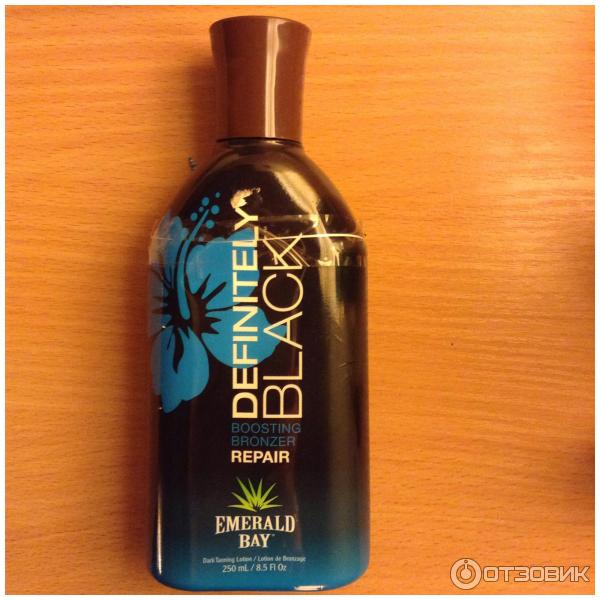 DEFINITELY
BLACK
BOOSTING
BRONZER
REPAIR
EMERALD
BAY
Dark Tanning Lotion / Lotion de Bronzage
250 mL / 8.5 Fl Oz
ОТЗОВИК